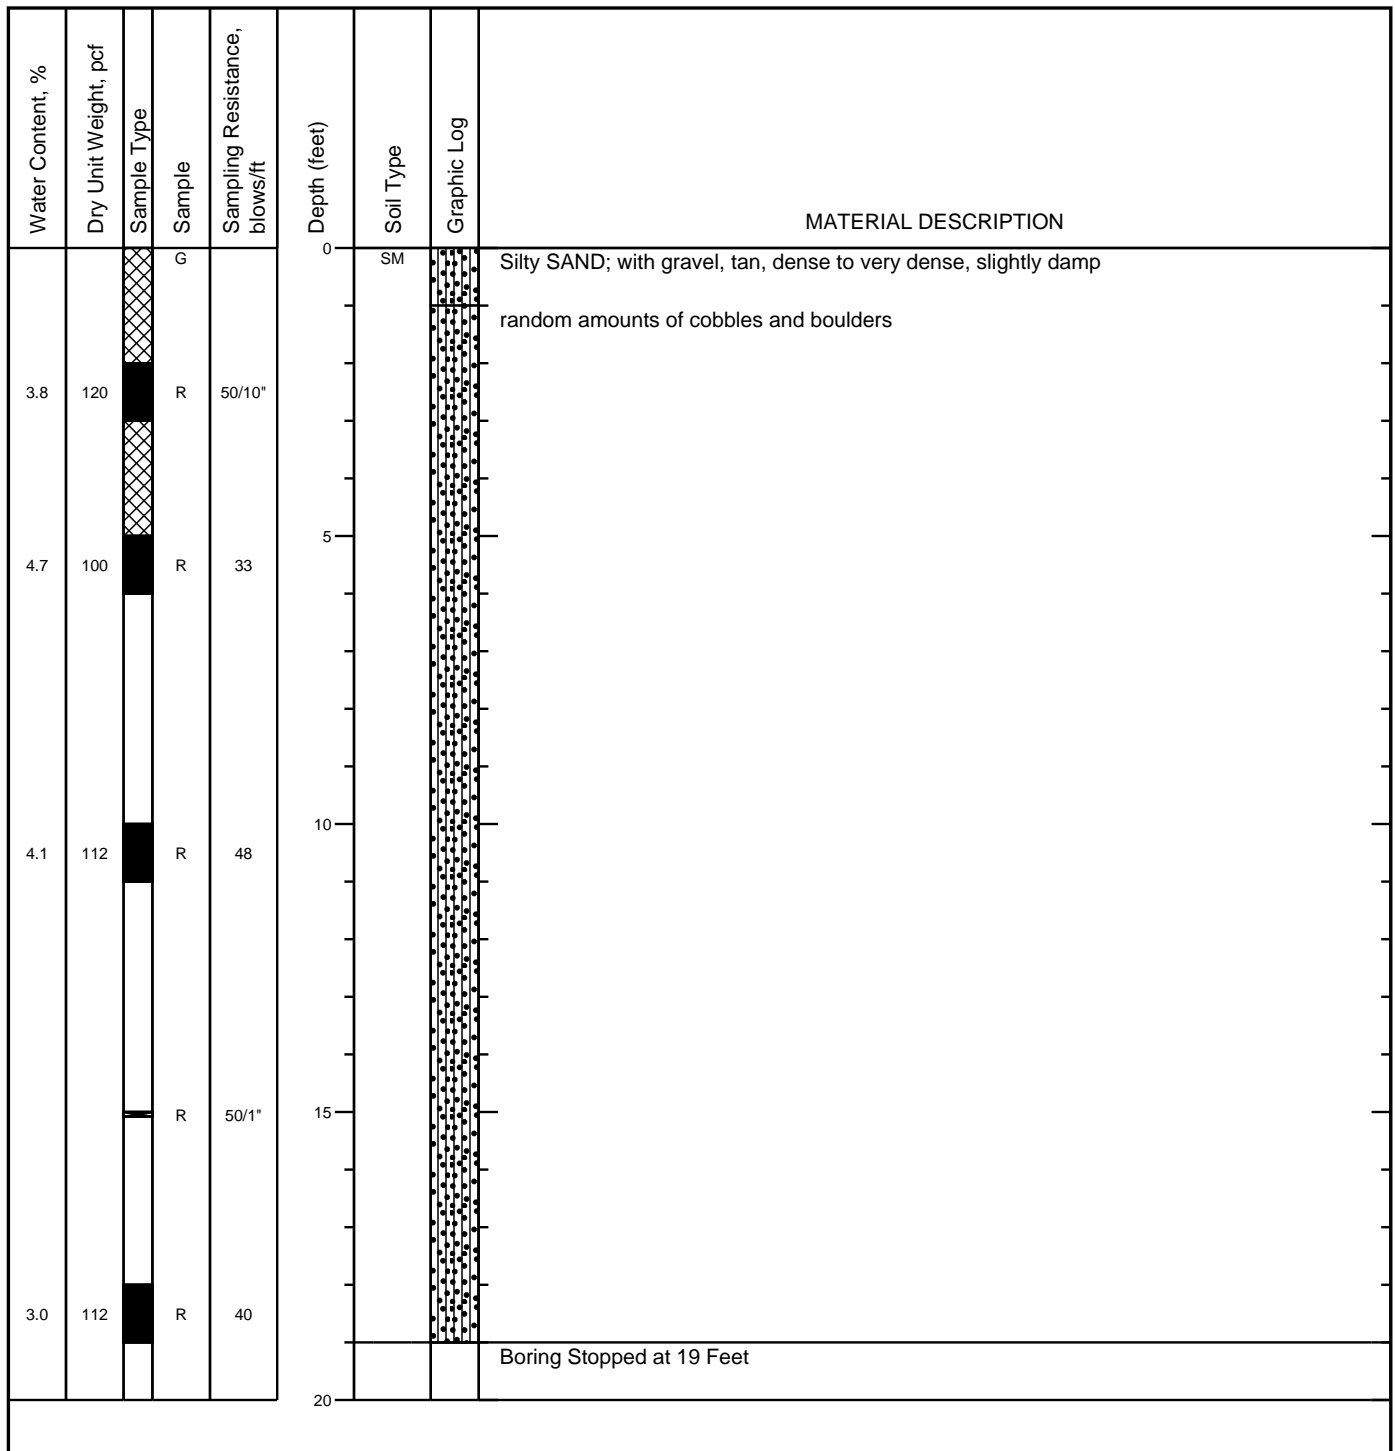 Water Content, %
Dry Unit Weight, pcf
Sample Type
Sample
Sampling Resistance,
blows/ft
Depth (feet)
Soil Type
Graphic Log
MATERIAL DESCRIPTION
0
G
SM
Silty SAND; with gravel, tan, dense to very dense, slightly damp
random amounts of cobbles and boulders
3.8 120 R 50/10"
5
4.7 100 R 33
10
4.1 112 R 48
15
R 50/1"
3.0 112 R 40
Boring Stopped at 19 Feet
20